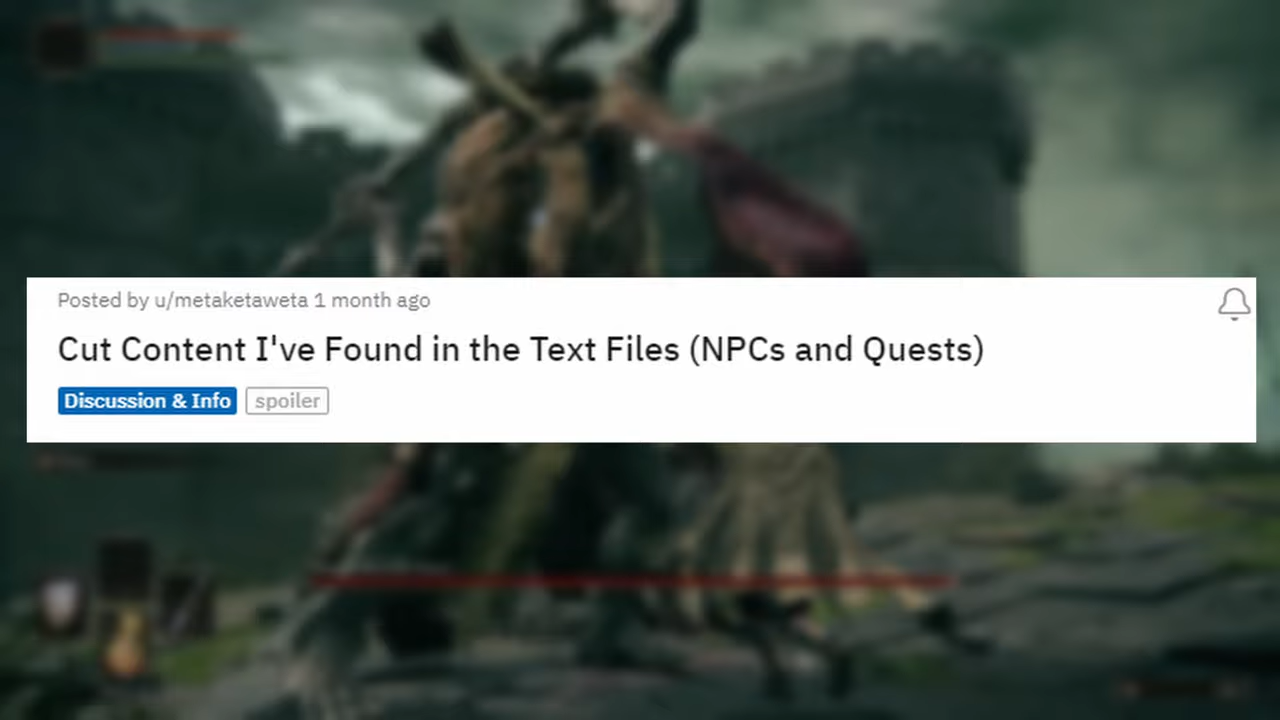 Posted by u/metaketaweta 1 month ago
Cut Content I've Found in the Text Files (NPCs and Quests)
Discussion & Info spoiler